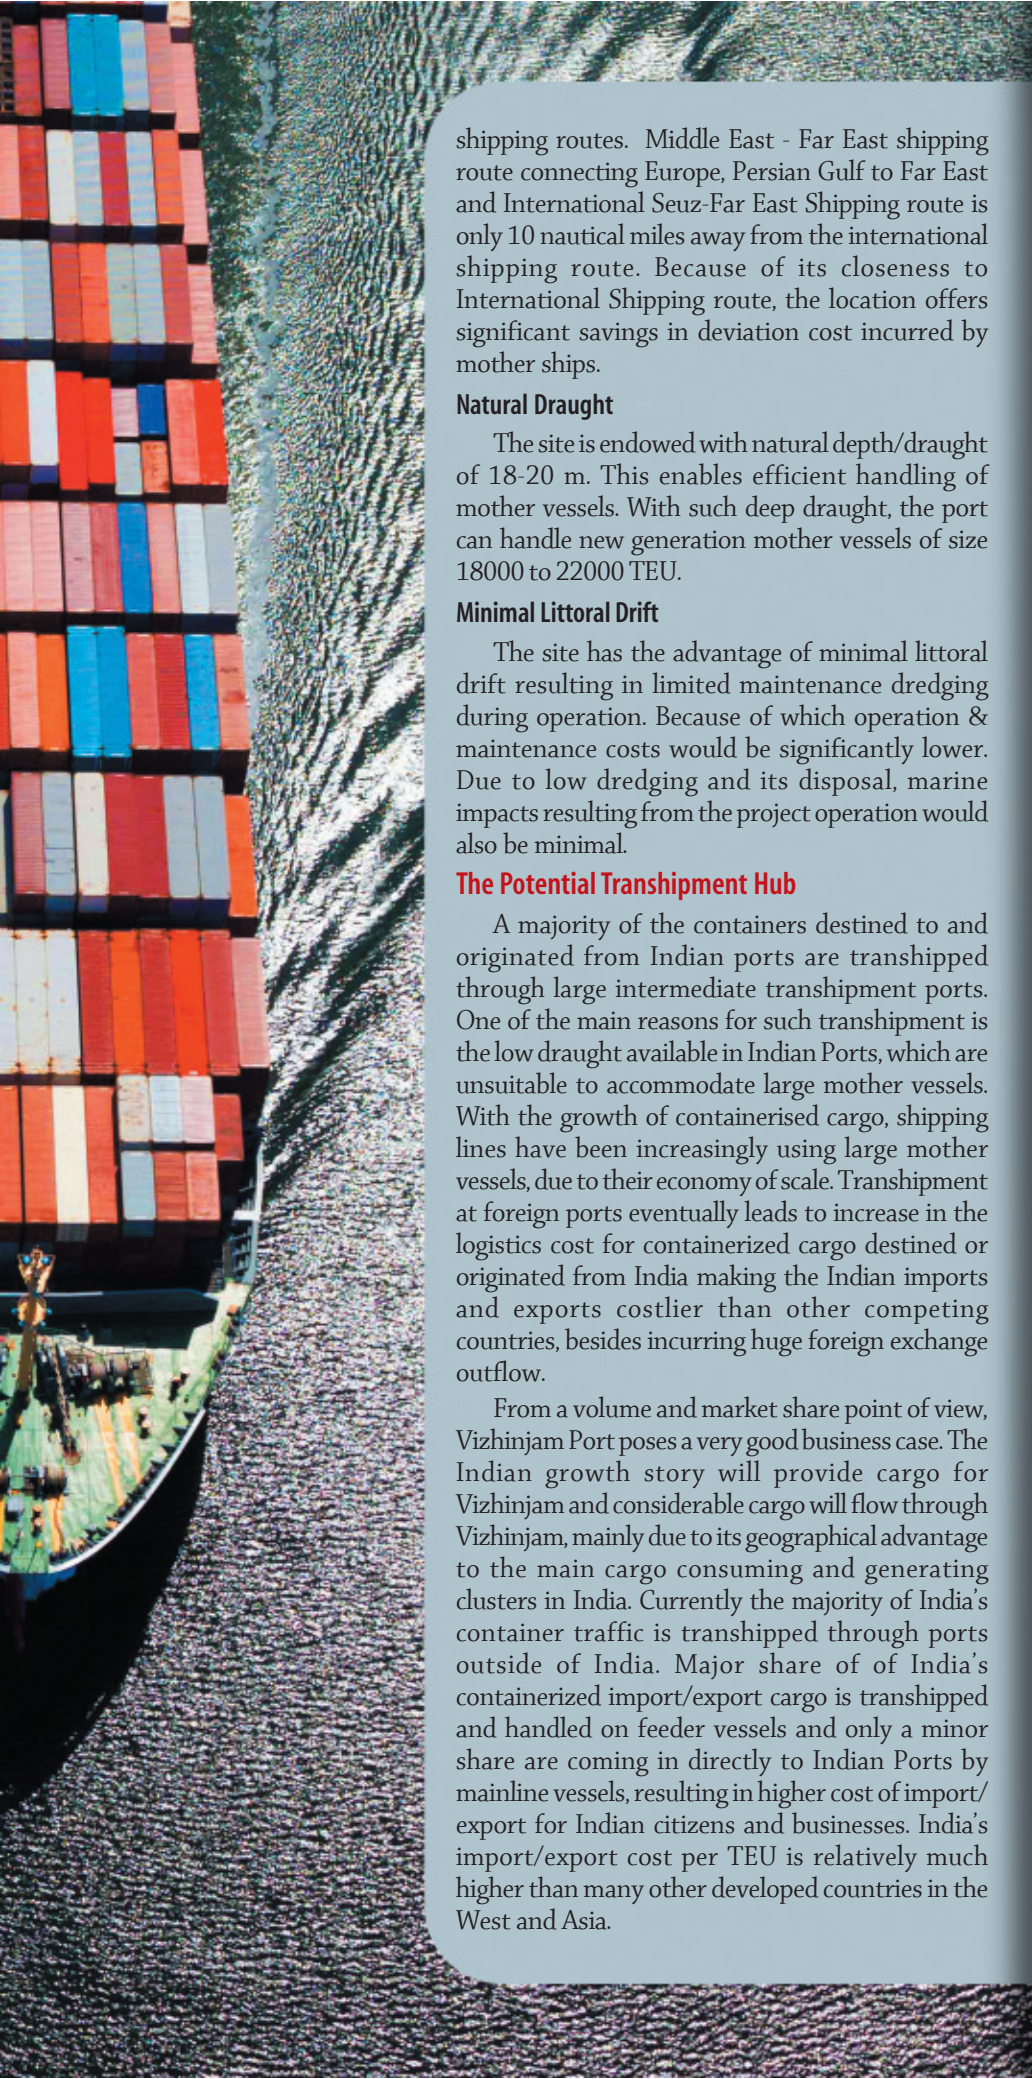 shipping routes. Middle East - Far East shipping
route connecting Europe, Persian Gulf to Far East
and International Seuz-Far East Shipping route is
only 10 nautical miles away from the international
shipping route. Because of its closeness to
International Shipping route, the location offers
significant savings in deviation cost incurred by
mother ships.
Natural Draught
The site is endowed with natural depth/draught
of 18-20 m. This enables efficient handling of
mother vessels. With such deep draught, the port
can handle new generation mother vessels of size
18000 to 22000 TEU.
Minimal Littoral Drift
The site has the advantage of minimal littoral
drift resulting in limited maintenance dredging
during operation. Because of which operation &
maintenance costs would be significantly lower.
Due to low dredging and its disposal, marine
impacts resulting from the project operation would
also be minimal.
The Potential Transhipment Hub
A majority of the containers destined to and
originated from Indian ports are transhipped
through large intermediate transhipment ports.
One of the main reasons for such transhipment is
the low draught available in Indian Ports, which are
unsuitable to accommodate large mother vessels.
With the growth of containerised cargo, shipping
lines have been increasingly using large mother
vessels, due to their economy of scale. Transhipment
at foreign ports eventually leads to increase in the
logistics cost for containerized cargo destined or
originated from India making the Indian imports
and exports costlier than other competing
countries, besides incurring huge foreign exchange
outflow.
From a volume and market share point of view,
Vizhinjam Port poses a very good business case. The
Indian growth story will provide cargo for
Vizhinjam and considerable cargo will flow through
Vizhinjam, mainly due to its geographical advantage
to the main cargo consuming and generating
clusters in India. Currently the majority of India's
container traffic is transhipped through ports
outside of India. Major share of of India's
containerized import/export cargo is transhipped
and handled on feeder vessels and only a minor
share are coming in directly to Indian Ports by
mainline vessels, resulting in higher cost of import/
export for Indian citizens and businesses. India's
import/export cost per TEU is relatively much
higher than many other developed countries in the
West and Asia.